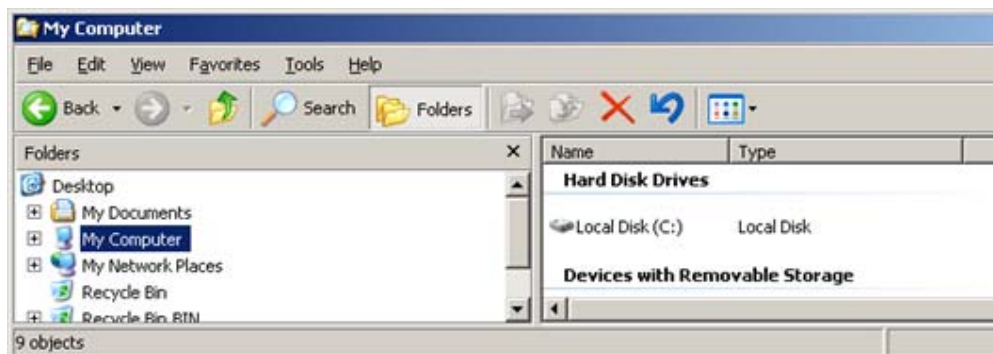 My Computer
File Edit View Favorites Tools Help
Back Search Folders
Folders
Desktop
My Documents
My Computer
My Network Places
Recycle Bin
Recycle Bin BIN
Name Type
Hard Disk Drives
Local Disk (C:) Local Disk
Devices with Removable Storage
9 objects